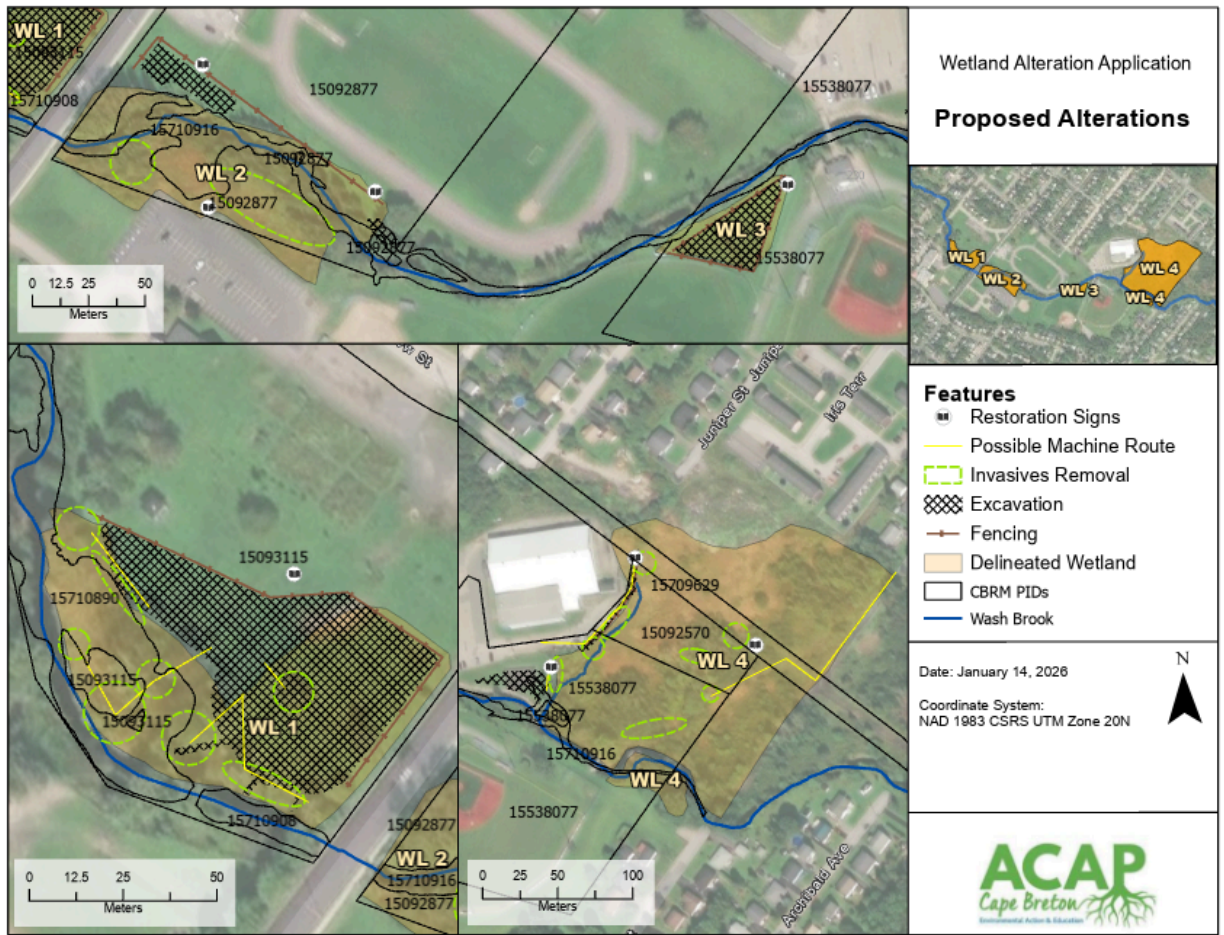 WL 1
15093115
15710908
15092877
15538077
15710916
15092877
WL 2
15092877
15092877
WL 3
15538077
0 12.5 25 50
Meters
Wetland Alteration Application
Proposed Alterations
WL 1
WL 2
WL 3
WL 4
WL 4
15093115
15710890
15093115
15093115
WL 1
15710908
15092877
WL 2
15710916
15092877
0 12.5 25 50
Meters
Juniper St
Iris Terr
15709629
15092570
WL 4
15538077
15538077
15710916
WL 4
15538077
Archibald Ave
0 25 50 100
Meters
Features
Restoration Signs
Possible Machine Route
Invasives Removal
Excavation
Fencing
Delineated Wetland
CBRM PIDs
Wash Brook
Date: January 14, 2026
N
Coordinate System:
NAD 1983 CSRS UTM Zone 20N
ACAP
Cape Breton
Environmental Action & Education